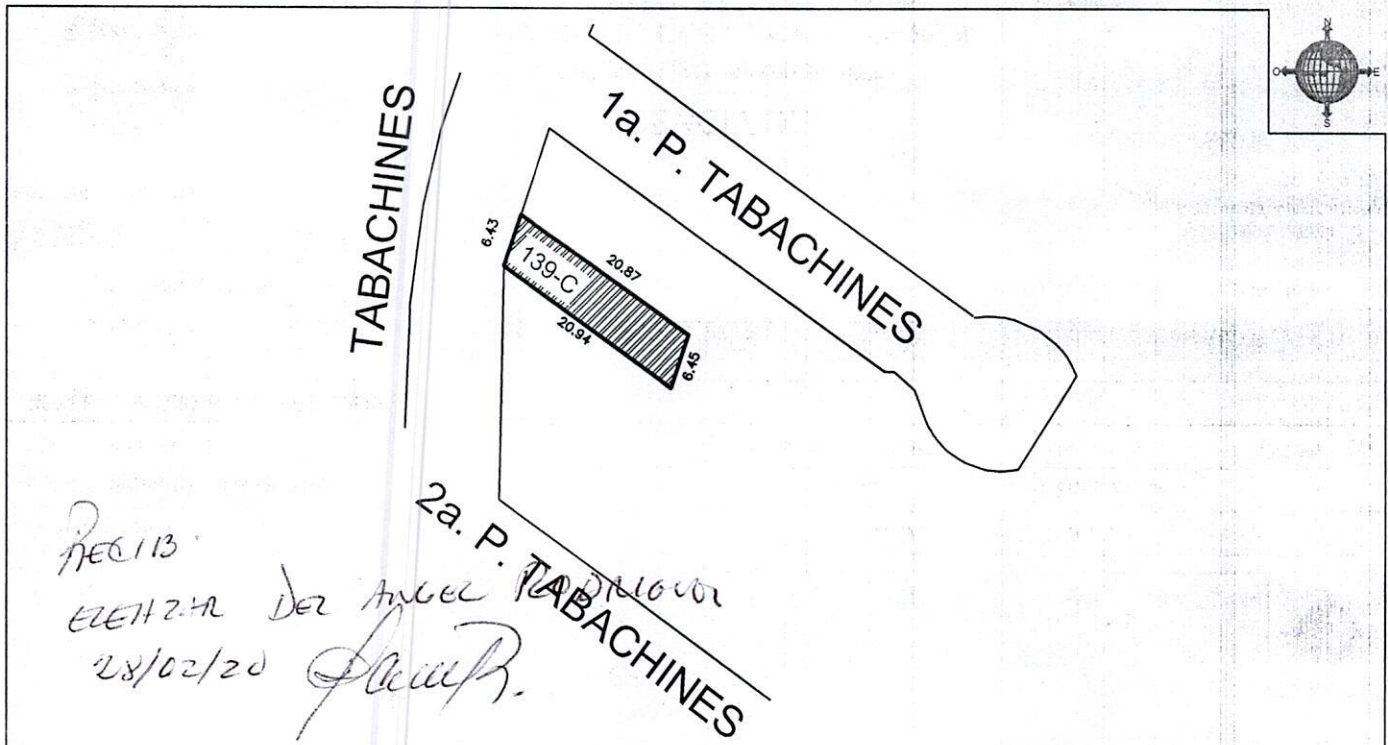 N
O E
S
1a. P. TABACHINES
TABACHINES
6.43
20.87
139-C
20.94
6.45
2a. P. TABACHINES
RECIB
DEL ANGEL
28/02/20